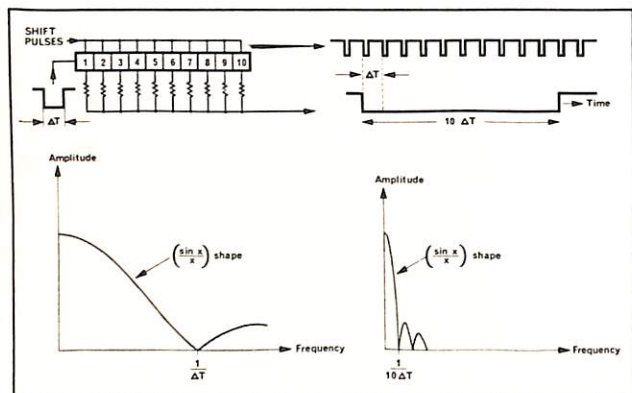 SHIFT
PULSES
1 2 3 4 5 6 7 8 9 10
ΔT
ΔT
10 ΔT
Time
Amplitude
(sin x / x) shape
Frequency
1
ΔT
Amplitude
(sin x / x) shape
Frequency
1
10ΔT